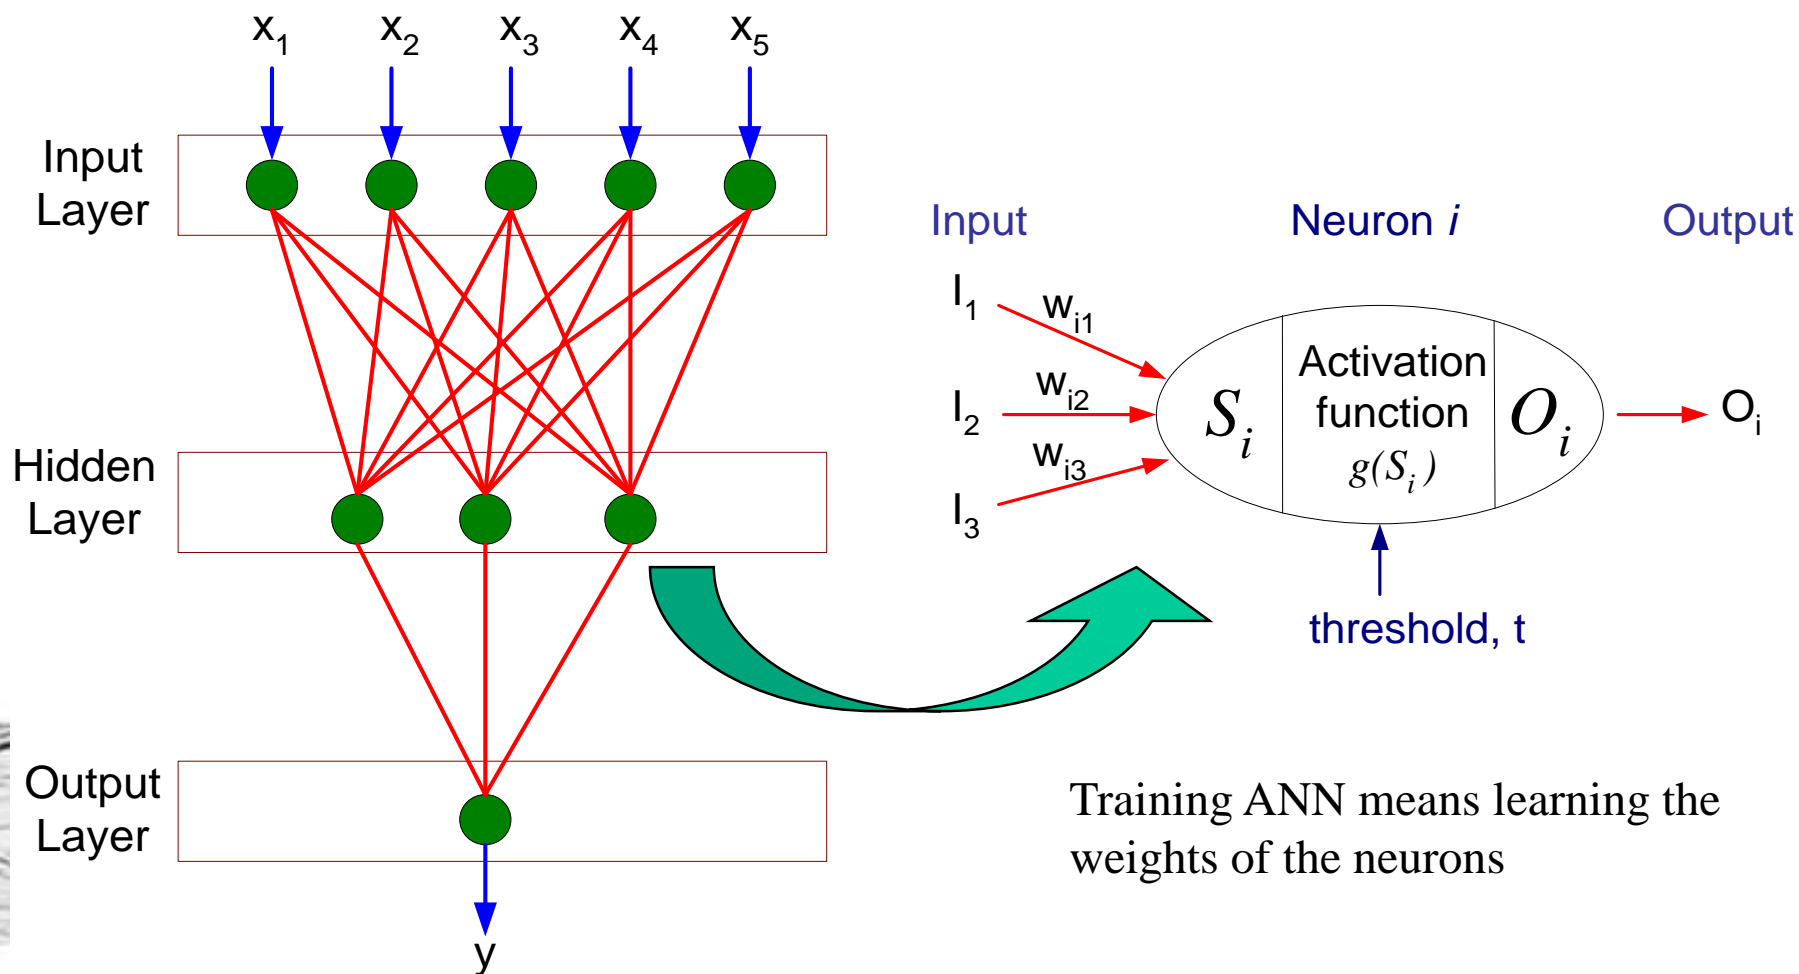 x₁ x₂ x₃ x₄ x₅
Input
Layer
Hidden
Layer
Output
Layer
y
Input Neuron i Output
I₁ wᵢ₁
I₂ wᵢ₂
I₃ wᵢ₃
Sᵢ
Activation
function
g(Sᵢ)
Oᵢ
Oᵢ
threshold, t
Training ANN means learning the
weights of the neurons